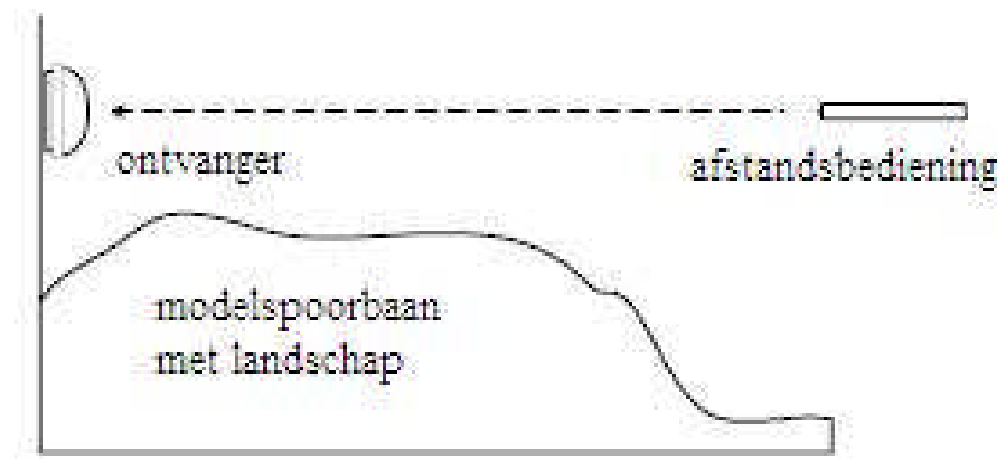 ontvanger
afstandsbediening
modelspoorbaan
met landschap